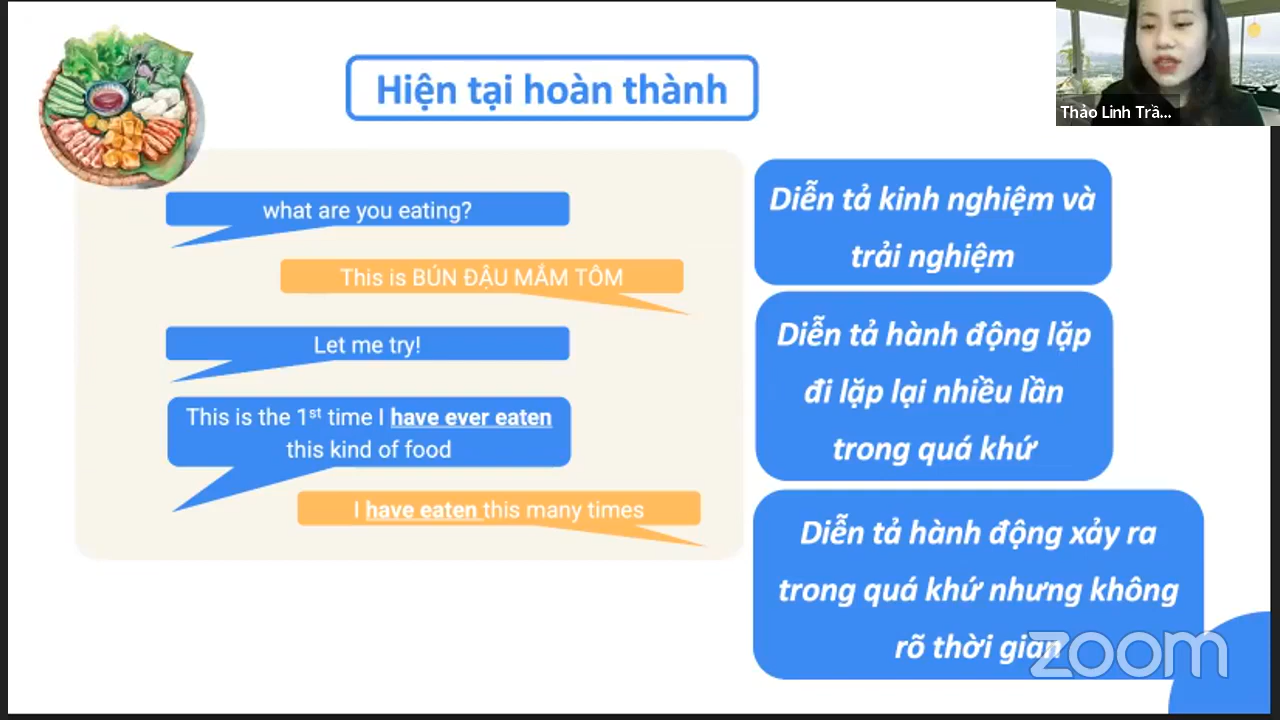 Hiện tại hoàn thành
Thảo Linh Trầ...
what are you eating?
This is BÚN ĐẬU MẮM TÔM
Let me try!
This is the 1st time I have ever eaten
this kind of food
I have eaten this many times
Diễn tả kinh nghiệm và
trải nghiệm
Diễn tả hành động lặp
đi lặp lại nhiều lần
trong quá khứ
Diễn tả hành động xảy ra
trong quá khứ nhưng không
rõ thời gian
zoom